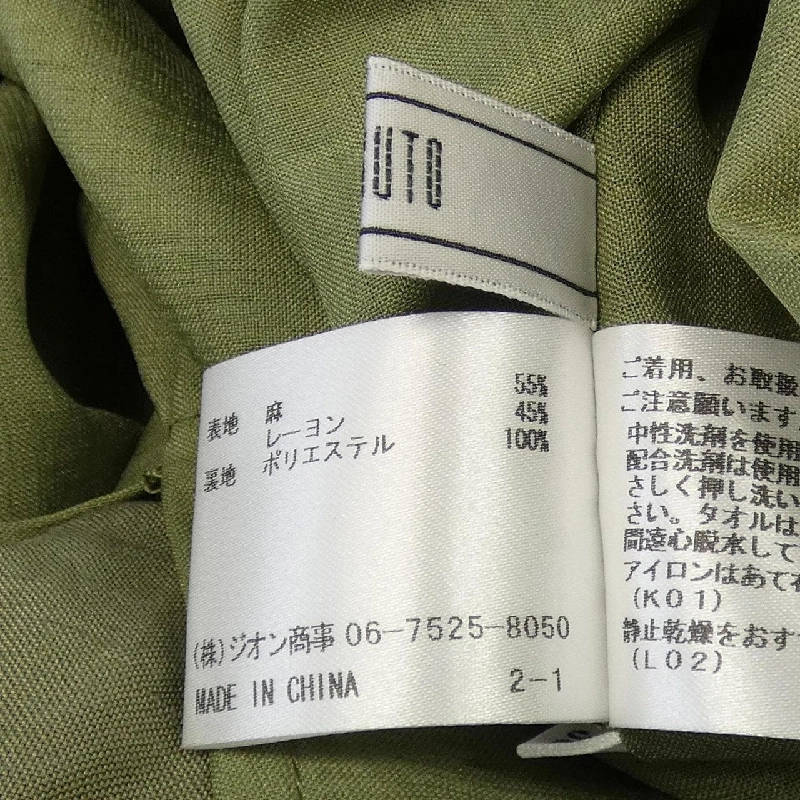 UTO
表地 麻 55%
レーヨン 45%
裏地 ポリエステル 100%
(株)ジオン商事 06-7525-8050
MADE IN CHINA 2-1
ご着用、お取扱
ご注意願います
中性洗剤を使用
配合洗剤は使用
さしく押し洗い
さい。タオルは
間遠心脱水して
アイロンはあて
(K01)
静止乾燥をおす
(L02)